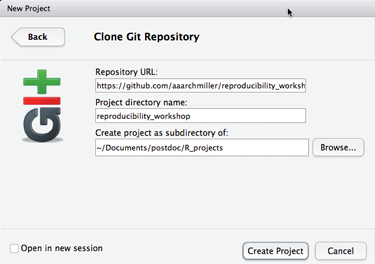 New Project
Back
Clone Git Repository
Repository URL:
https://github.com/aaarchmiller/reproducibility_worksh
Project directory name:
reproducibility_workshop
Create project as subdirectory of:
~/Documents/postdoc/R_projects
Browse...
Open in new session
Create Project
Cancel